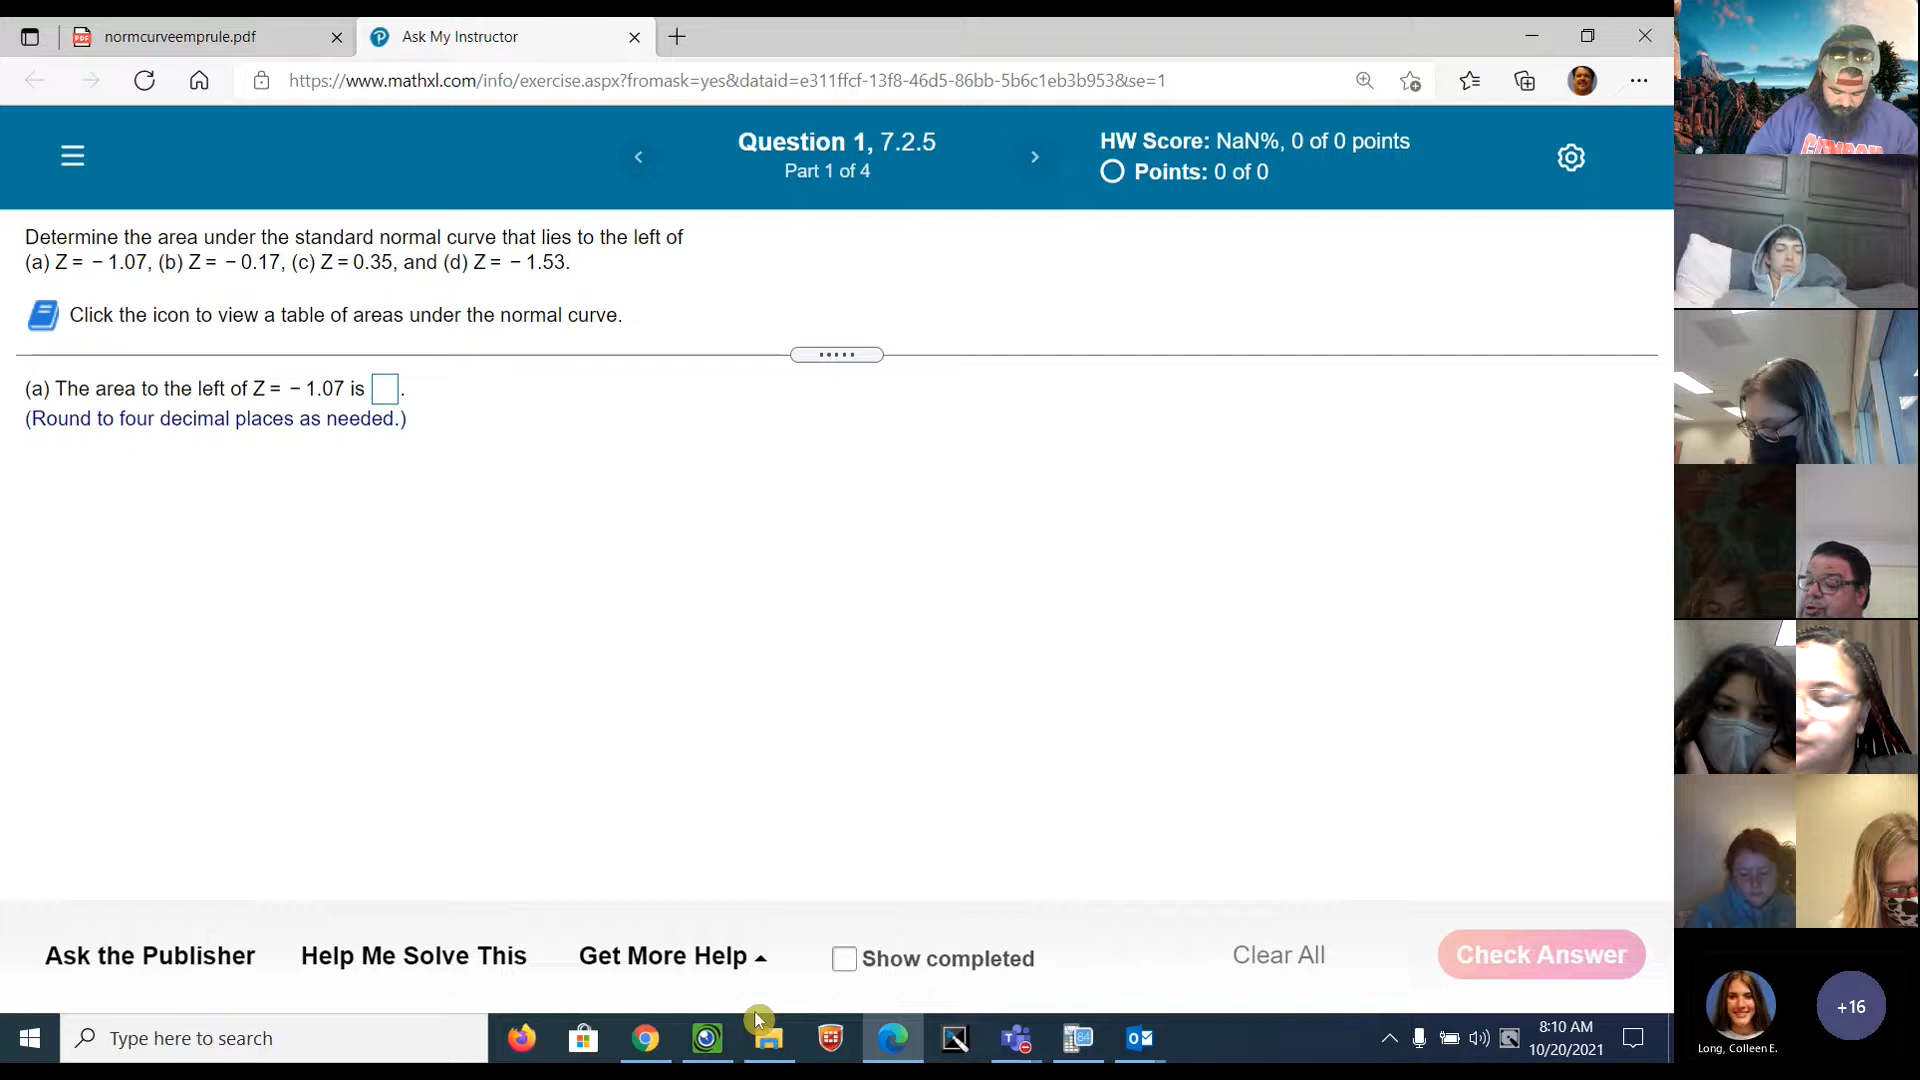 normcurveemprule.pdf
Ask My Instructor
https://www.mathxl.com/info/exercise.aspx?fromask=yes&dataid=e311ffcf-13f8-46d5-86bb-5b6c1eb3b953&se=1
Question 1, 7.2.5
Part 1 of 4
HW Score: NaN%, 0 of 0 points
Points: 0 of 0
Determine the area under the standard normal curve that lies to the left of
(a) Z = − 1.07, (b) Z = − 0.17, (c) Z = 0.35, and (d) Z = − 1.53.
Click the icon to view a table of areas under the normal curve.
(a) The area to the left of Z = − 1.07 is .
(Round to four decimal places as needed.)
Ask the Publisher
Help Me Solve This
Get More Help
Show completed
Clear All
Check Answer
Type here to search
8:10 AM
10/20/2021
+16
Long, Colleen E.